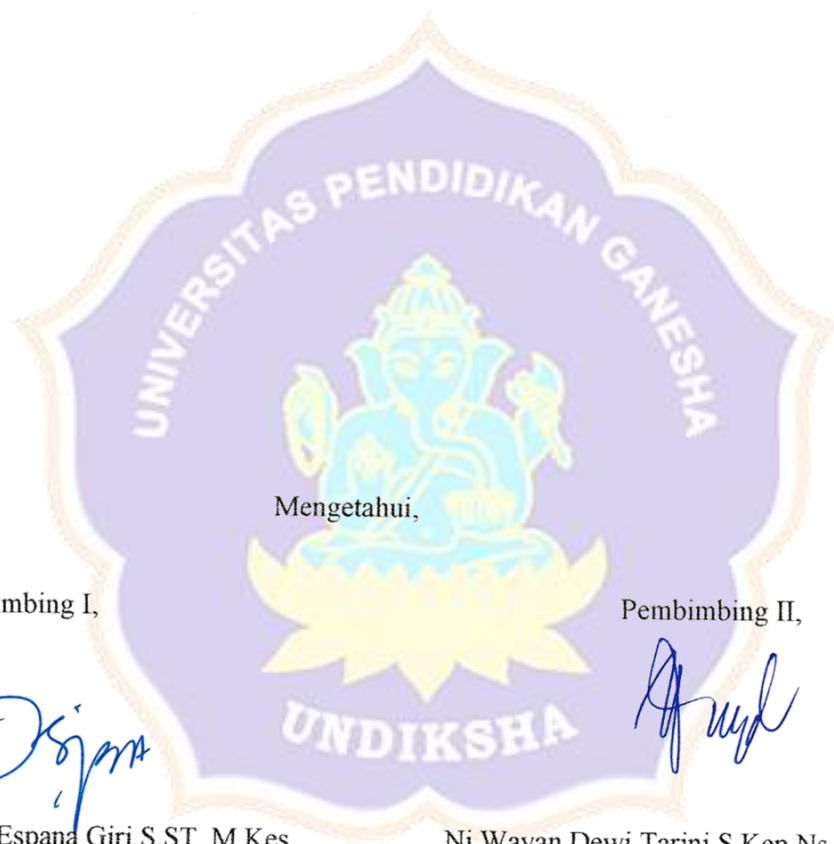 UNIVERSITAS PENDIDIKAN GANESHA
Mengetahui,
mbing I,
Pembimbing II,
UNDIKSHA
Espana Giri,S.ST, M.Kes
Ni Wayan Dewi Tarini,S.Kep,Ns